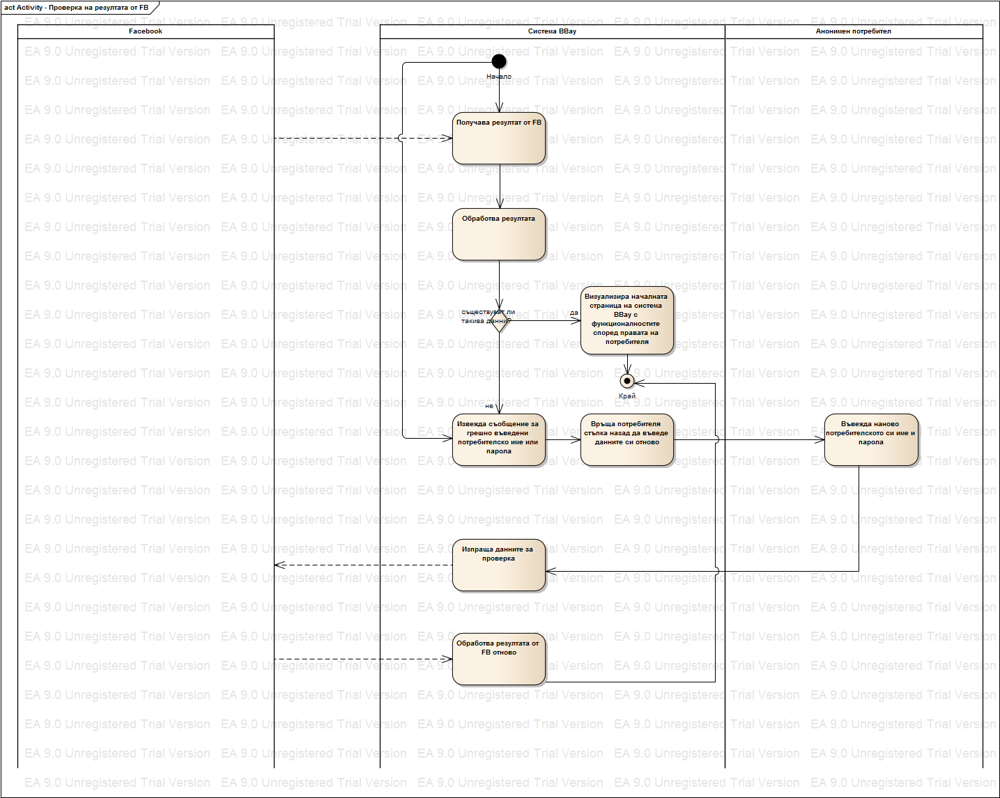 act Activity - Проверка на резултата от FB
Facebook
Система BBay
Анонимен потребител
Начало
Получава резултат от FB
Обработва резултата
съществуват ли
такива данни?
да
Визуализира началната
страница на система
BBay с
функционалностите
според правата на
потребителя
Край
не
Извежда съобщение за
грешно въведени
потребителско име или
парола
Връща потребителя
стъпка назад да въведе
данните си отново
Въвежда наново
потребителското си име и
парола
Изпраща данните за
проверка
Обработва резултата от
FB отново
EA 9.0 Unregistered Trial Version